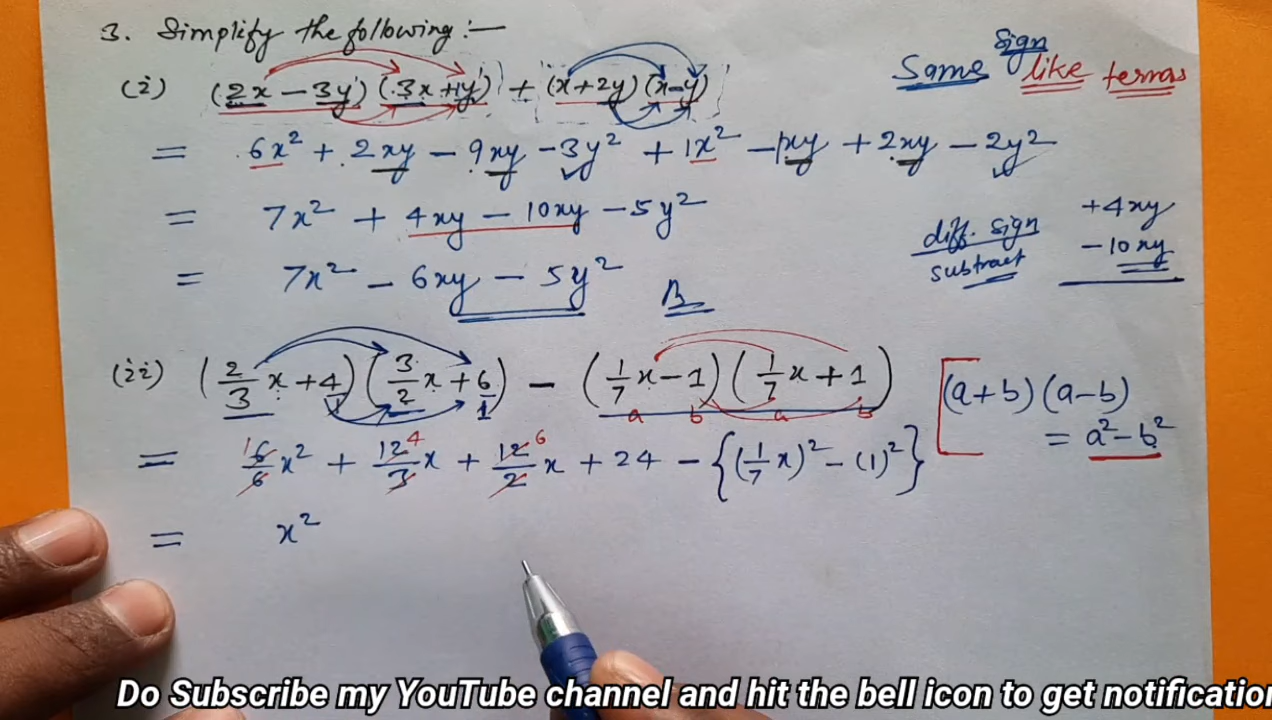 3. Simplify the following :—
(i) (2x − 3y) (3x + 1y) + (x + 2y) (x − y)
= 6x² + 2xy − 9xy − 3y² + 1x² − 1xy + 2xy − 2y²
= 7x² + 4xy − 10xy − 5y²
= 7x² − 6xy − 5y²
Same sign like terms
diff. sign subtract
+4xy
−10xy
(ii) (2/3 x + 4/1) (3/2 x + 6/1) − (1/7 x − 1) (1/7 x + 1)
a b a b
= 6/6 x² + 12/3 x + 12/2 x + 24 − {(1/7 x)² − (1)²}
1 4 6
(a+b) (a−b)
= a² − b²
= x²
Do Subscribe my YouTube channel and hit the bell icon to get notification